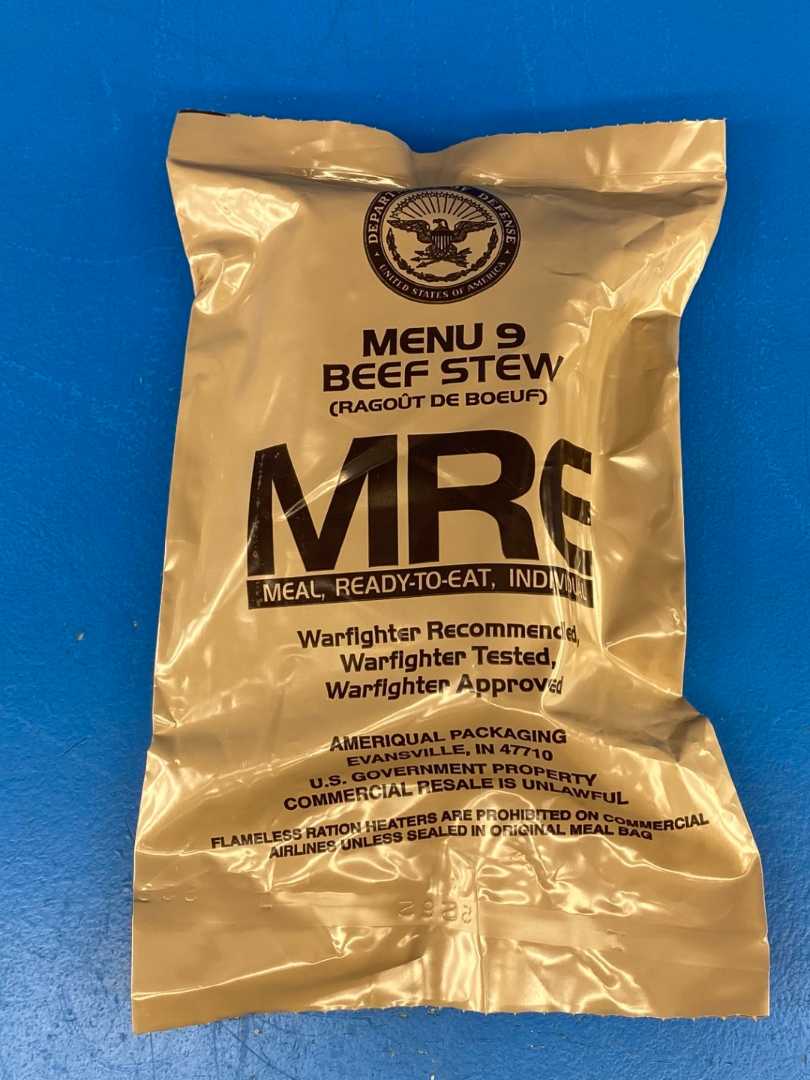 DEPARTMENT OF DEFENSE
UNITED STATES OF AMERICA
MENU 9
BEEF STEW
(RAGOÛT DE BOEUF)
MRE
MEAL, READY-TO-EAT, INDIVIDUAL
Warfighter Recommended,
Warfighter Tested,
Warfighter Approved
AMERIQUAL PACKAGING
EVANSVILLE, IN 47710
U.S. GOVERNMENT PROPERTY
COMMERCIAL RESALE IS UNLAWFUL
FLAMELESS RATION HEATERS ARE PROHIBITED ON COMMERCIAL
AIRLINES UNLESS SEALED IN ORIGINAL MEAL BAG